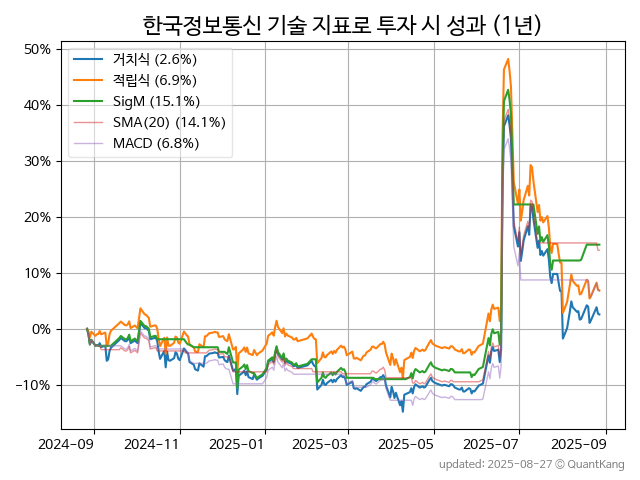 한국정보통신 기술 지표로 투자 시 성과 (1년)
50%
40%
30%
20%
10%
0%
−10%
거치식 (2.6%)
적립식 (6.9%)
SigM (15.1%)
SMA(20) (14.1%)
MACD (6.8%)
2024-09 2024-11 2025-01 2025-03 2025-05 2025-07 2025-09
updated: 2025-08-27 © QuantKang